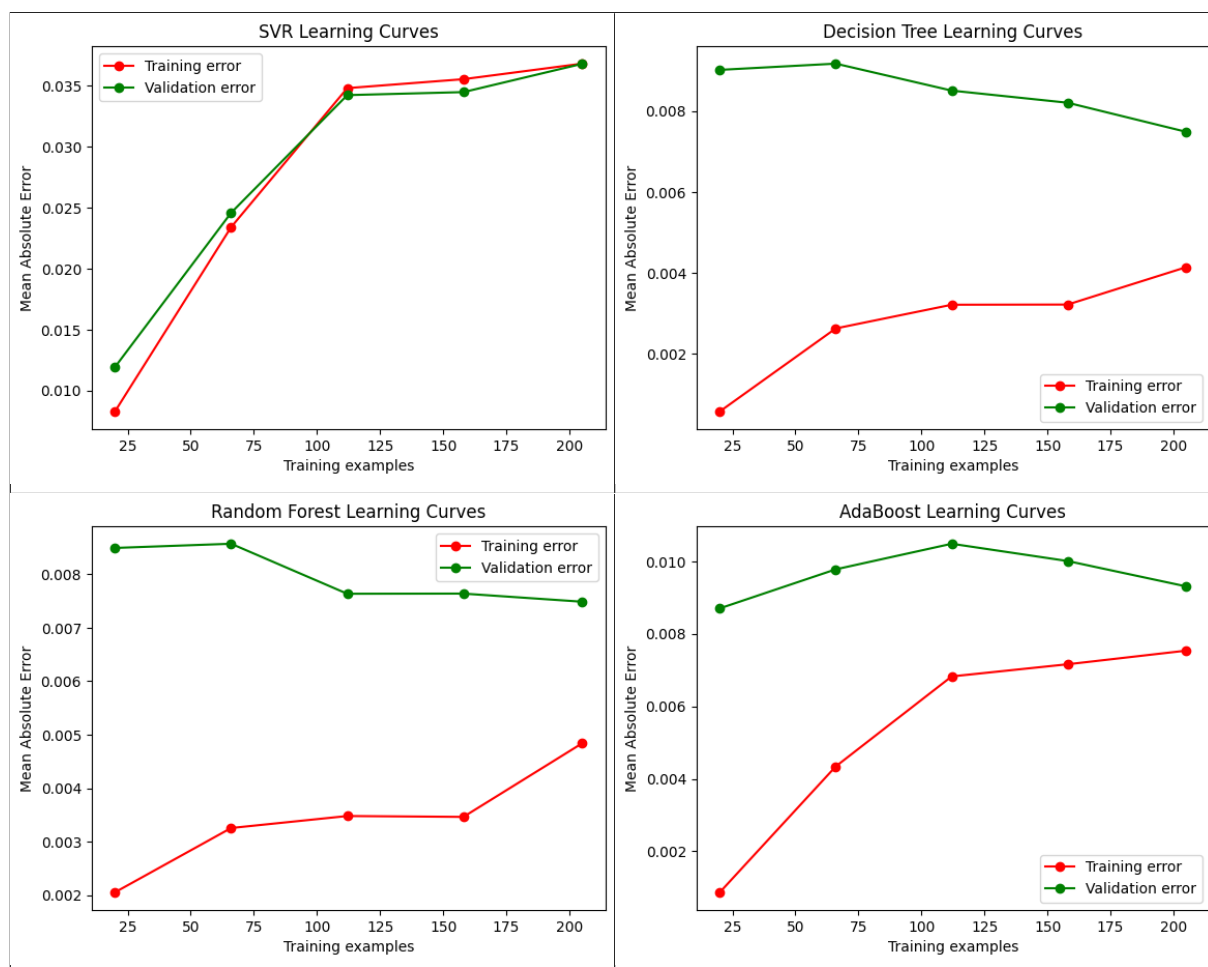 SVR Learning Curves
Training error
Validation error
Mean Absolute Error
0.035
0.030
0.025
0.020
0.015
0.010
25 50 75 100 125 150 175 200
Training examples
Decision Tree Learning Curves
Mean Absolute Error
0.008
0.006
0.004
0.002
Training error
Validation error
25 50 75 100 125 150 175 200
Training examples
Random Forest Learning Curves
Training error
Validation error
Mean Absolute Error
0.008
0.007
0.006
0.005
0.004
0.003
0.002
25 50 75 100 125 150 175 200
Training examples
AdaBoost Learning Curves
Mean Absolute Error
0.010
0.008
0.006
0.004
0.002
Training error
Validation error
25 50 75 100 125 150 175 200
Training examples